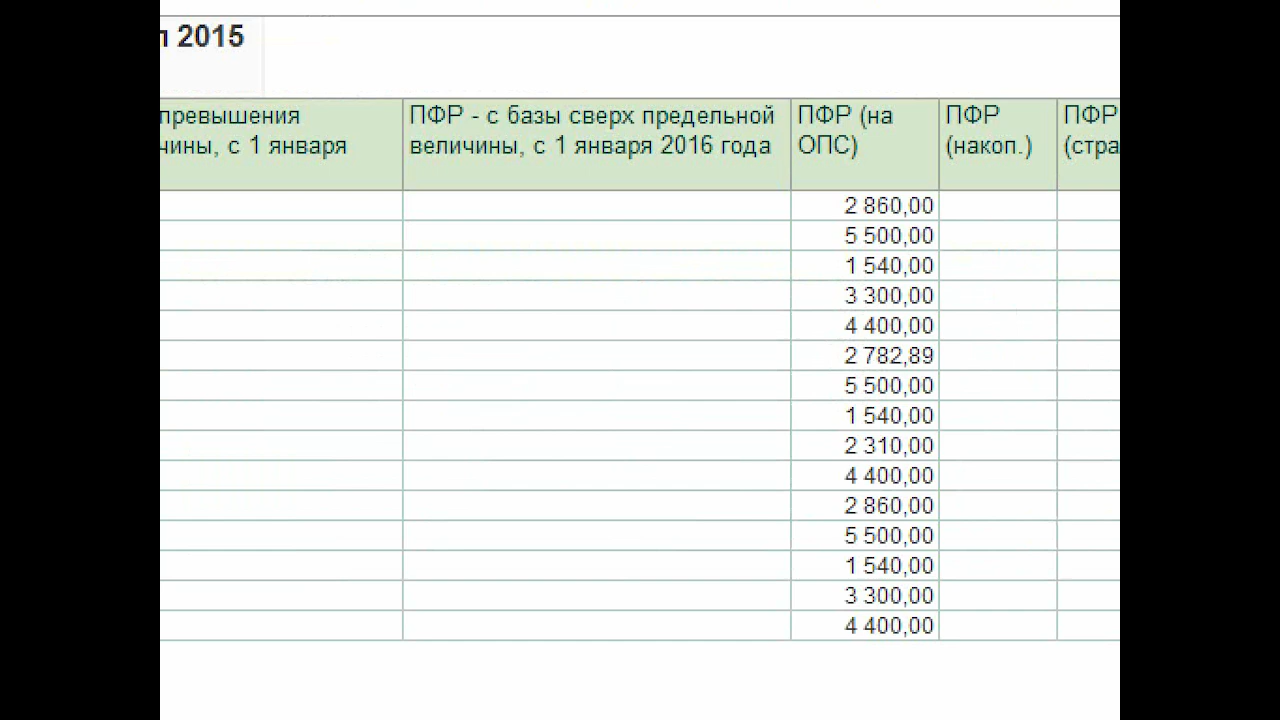 2015
превышения
с 1 января
ПФР - с базы сверх предельной
величины, с 1 января 2016 года
ПФР (на
ОПС)
ПФР
(накоп.)
ПФР
2 860,00
5 500,00
1 540,00
3 300,00
4 400,00
2 782,89
5 500,00
1 540,00
2 310,00
4 400,00
2 860,00
5 500,00
1 540,00
3 300,00
4 400,00